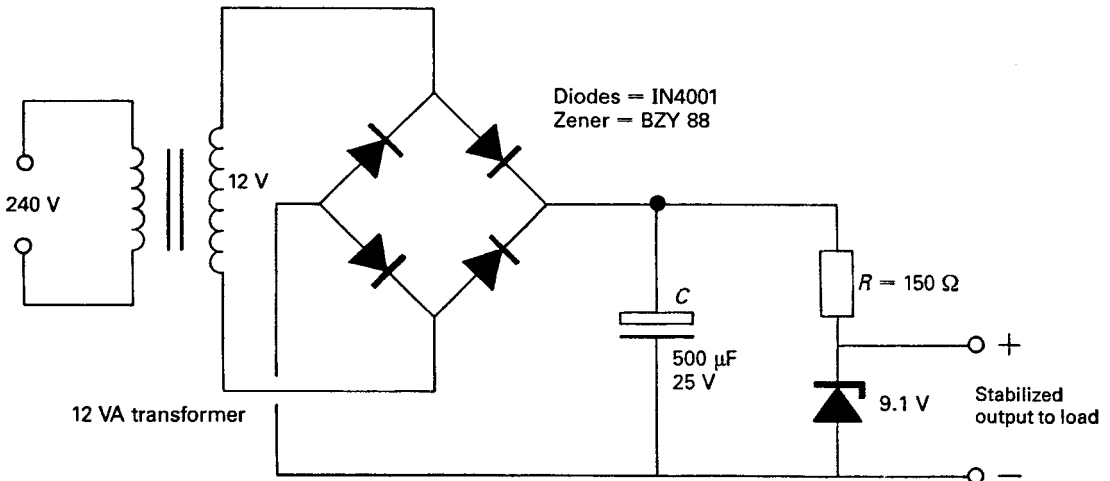 Diodes = IN4001
Zener = BZY 88
240 V
12 V
R = 150 Ω
C
500 µF
25 V
+
9.1 V
Stabilized
output to load
12 VA transformer
−